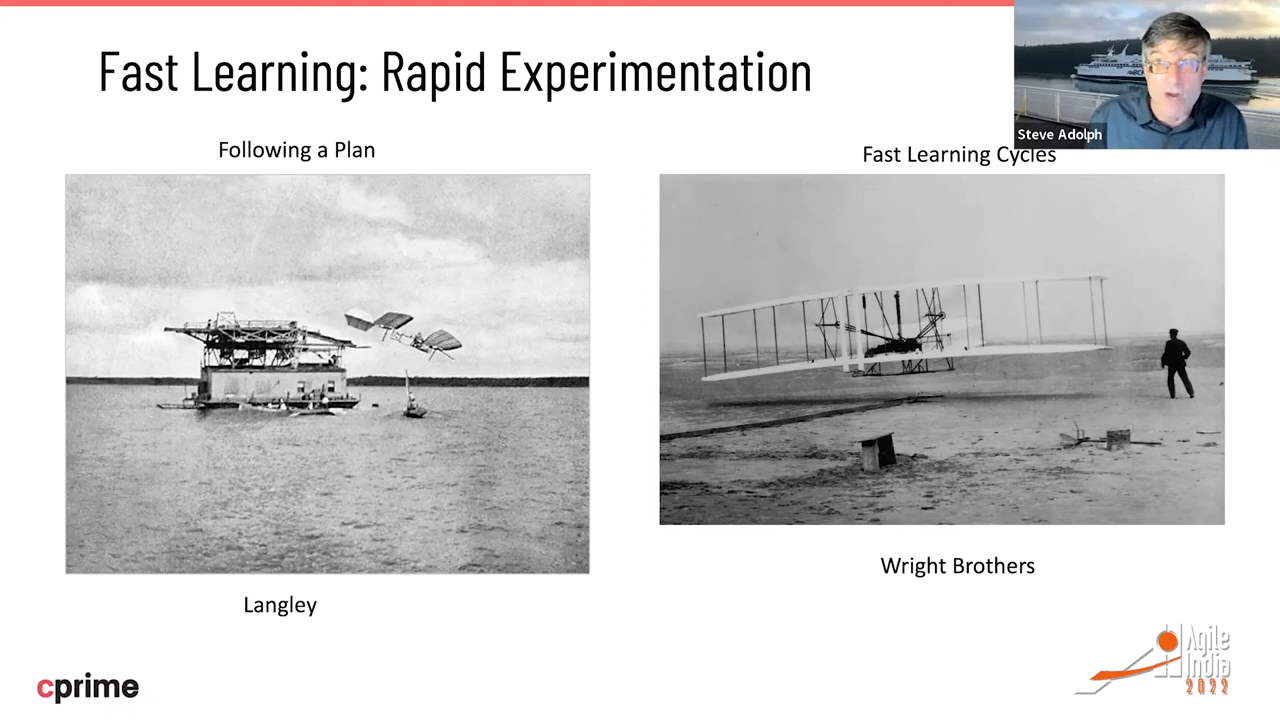 Fast Learning: Rapid Experimentation
Steve Adolph
Following a Plan
Fast Learning Cycles
Wright Brothers
Langley
cprime
Agile
India
2022